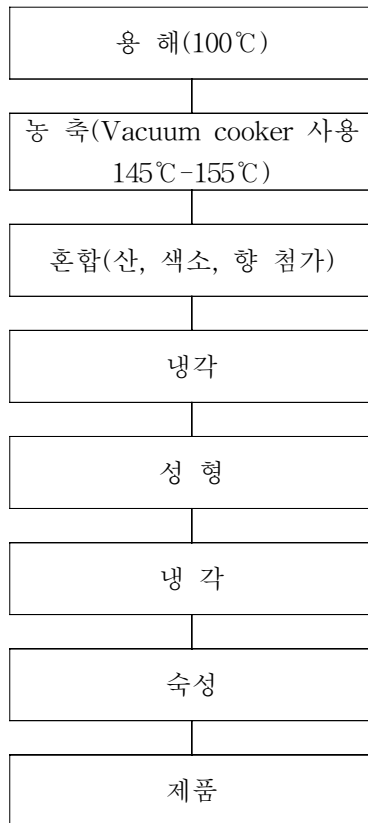 용 해(100℃)
농 축(Vacuum cooker 사용
145℃-155℃)
혼합(산, 색소, 향 첨가)
냉각
성 형
냉 각
숙성
제품